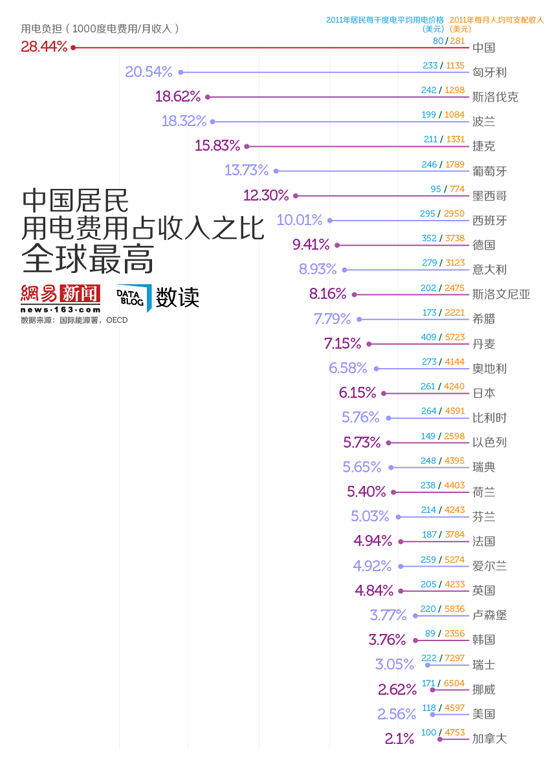 用电负担（1000度电费用/月收入）
2011年居民每千度电平均用电价格（美元）
2011年每月人均可支配收入（美元）
28.44% 80 / 281 中国
20.54% 233 / 1135 匈牙利
18.62% 242 / 1298 斯洛伐克
18.32% 199 / 1084 波兰
15.83% 211 / 1331 捷克
13.73% 246 / 1789 葡萄牙
12.30% 95 / 774 墨西哥
10.01% 295 / 2950 西班牙
9.41% 352 / 3738 德国
8.93% 279 / 3123 意大利
8.16% 202 / 2475 斯洛文尼亚
7.79% 173 / 2221 希腊
7.15% 409 / 5723 丹麦
6.58% 273 / 4144 奥地利
6.15% 261 / 4240 日本
5.76% 264 / 4591 比利时
5.73% 149 / 2598 以色列
5.65% 248 / 4395 瑞典
5.40% 238 / 4403 荷兰
5.03% 214 / 4243 芬兰
4.94% 187 / 3784 法国
4.92% 259 / 5274 爱尔兰
4.84% 205 / 4233 英国
3.77% 220 / 5836 卢森堡
3.76% 89 / 2356 韩国
3.05% 222 / 7297 瑞士
2.62% 171 / 6504 挪威
2.56% 118 / 4597 美国
2.1% 100 / 4753 加拿大
中国居民
用电费用占收入之比
全球最高
網易 新闻
news·163·com
DATA BLOG 数读
数据来源：国际能源署，OECD